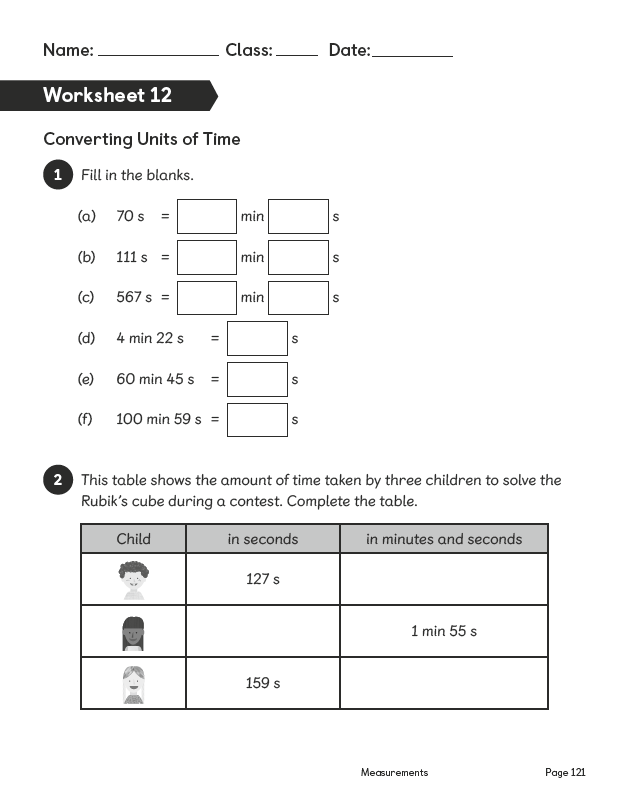 Name: Class: Date:
Worksheet 12
Converting Units of Time
1 Fill in the blanks.
(a) 70 s = min s
(b) 111 s = min s
(c) 567 s = min s
(d) 4 min 22 s = s
(e) 60 min 45 s = s
(f) 100 min 59 s = s
2 This table shows the amount of time taken by three children to solve the
Rubik's cube during a contest. Complete the table.
Child in seconds in minutes and seconds
127 s
1 min 55 s
159 s
Measurements Page 121